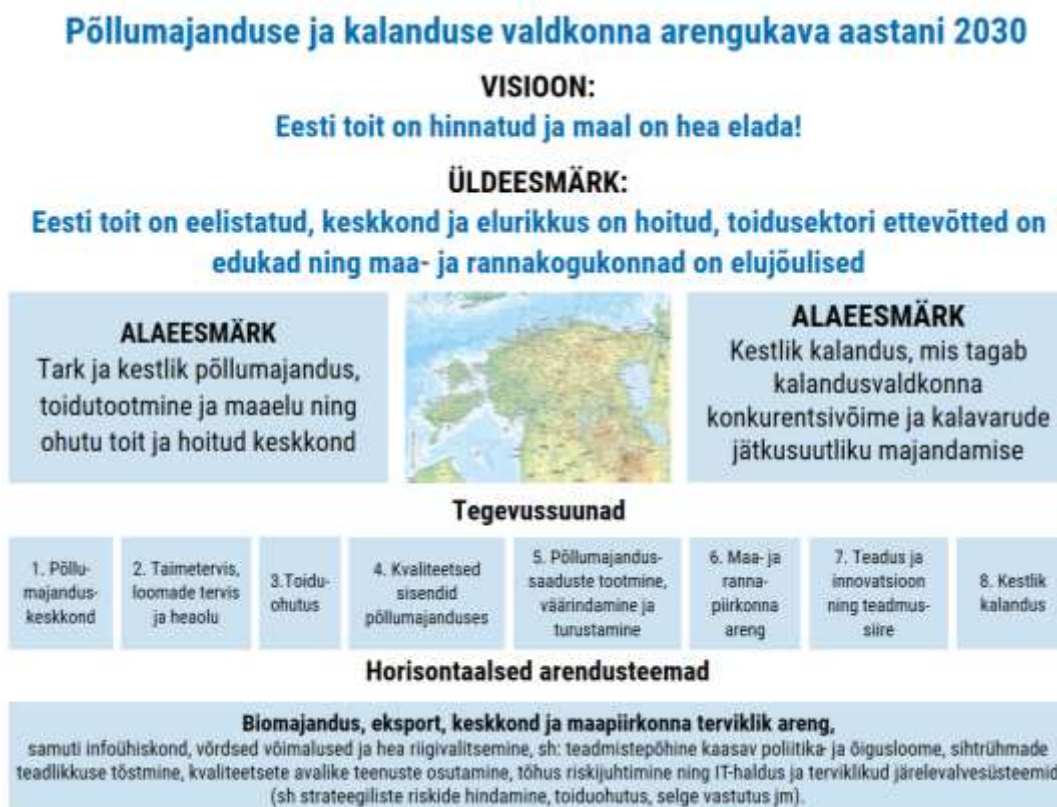 Põllumajanduse ja kalanduse valdkonna arengukava aastani 2030
VISIOON:
Eesti toit on hinnatud ja maal on hea elada!
ÜLDEESMÄRK:
Eesti toit on eelistatud, keskkond ja elurikkus on hoitud, toidusektori ettevõtted on
edukad ning maa- ja rannakogukonnad on elujõulised
ALAEESMÄRK
Tark ja kestlik põllumajandus,
toidutootmine ja maaelu ning
ohutu toit ja hoitud keskkond
ALAEESMÄRK
Kestlik kalandus, mis tagab
kalandusvaldkonna
konkurentsivõime ja kalavarude
jätkusuutliku majandamise
Tegevussuunad
1. Põllu-
majandus-
keskkond
2. Taimetervis,
loomade tervis
ja heaolu
3.Toidu-
ohutus
4. Kvaliteetsed
sisendid
põllumajanduses
5. Põllumajandus-
saaduste tootmine,
väärindamine ja
turustamine
6. Maa- ja
ranna-
piirkonna
areng
7. Teadus ja
innovatsioon
ning teadmus-
siire
8. Kestlik
kalandus
Horisontaalsed arendusteemad
Biomajandus, eksport, keskkond ja maapiirkonna terviklik areng,
samuti infoühiskond, võrdsed võimalused ja hea riigivalitsemine, sh: teadmistepõhine kaasav poliitika- ja õigusloome, sihtrühmade
teadlikkuse tõstmine, kvaliteetsete avalike teenuste osutamine, tõhus riskijuhtimine ning IT-haldus ja terviklikud järelevalvesüsteemid
(sh strateegiliste riskide hindamine, toiduohutus, selge vastutus jm).